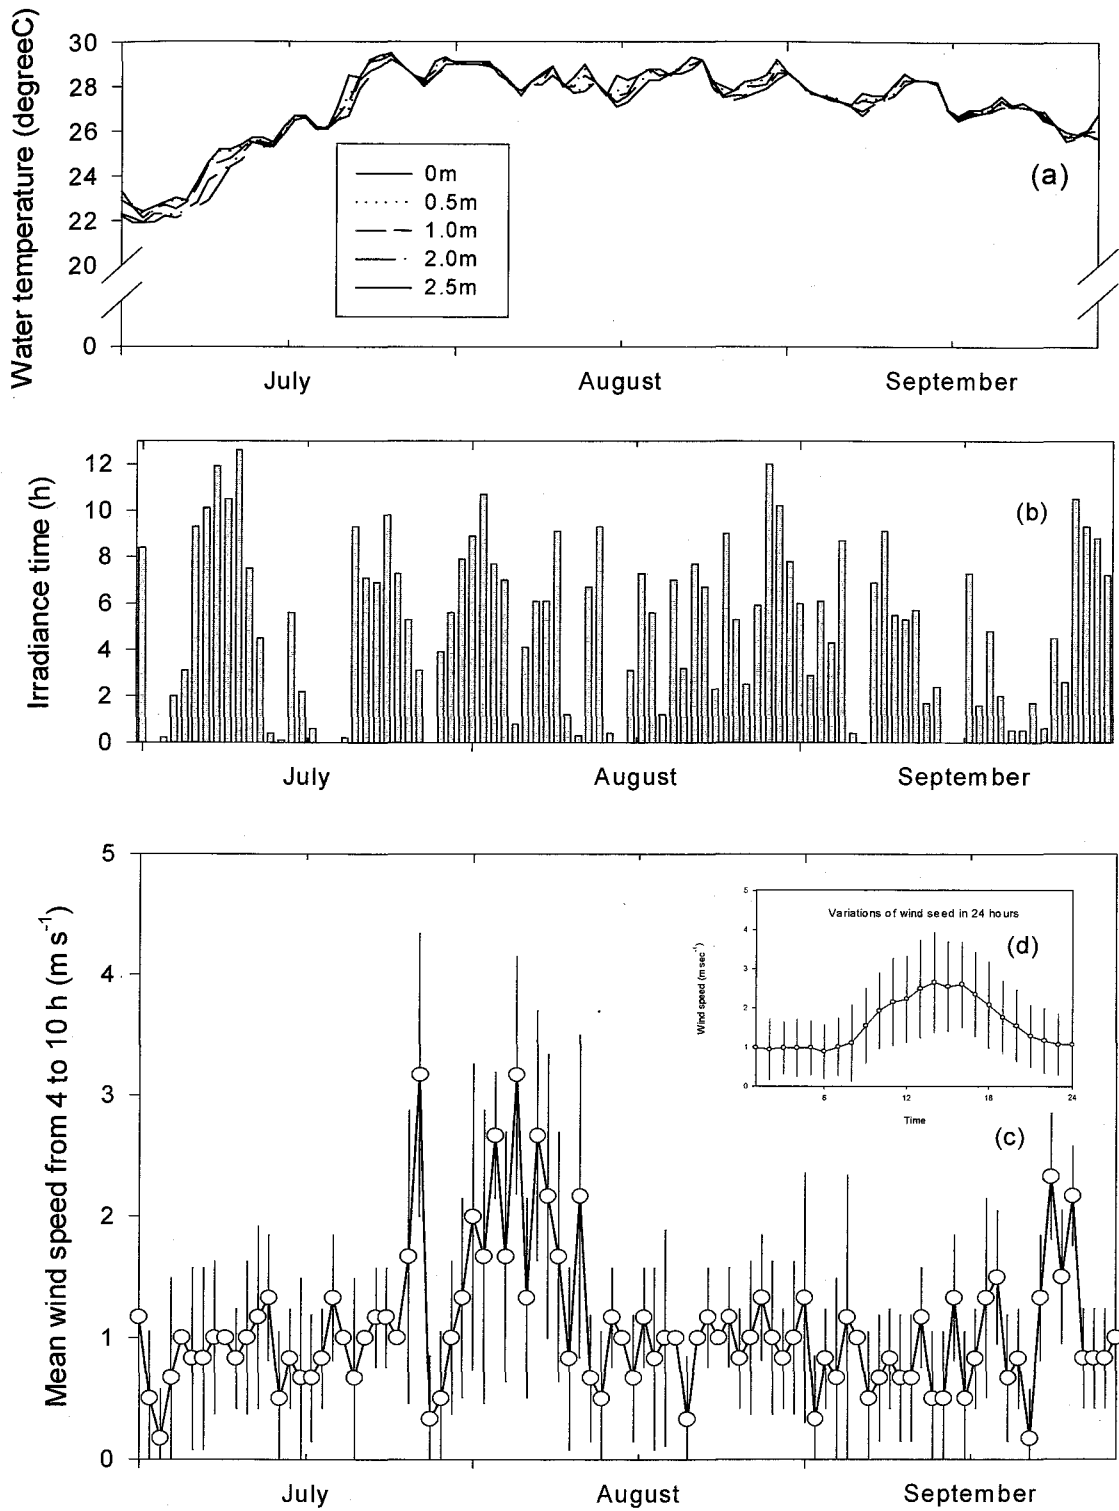 30
28
26
24
22
20
0
Water temperature (degreeC)
0m
0.5m
1.0m
2.0m
2.5m
(a)
July August September
12
10
8
6
4
2
0
Irradiance time (h)
(b)
July August September
5
4
3
2
1
0
Mean wind speed from 4 to 10 h (m s⁻¹)
5
4
3
2
1
0
Wind speed (m sec⁻¹)
Variations of wind seed in 24 hours
(d)
6 12 18 24
Time
(c)
July August September